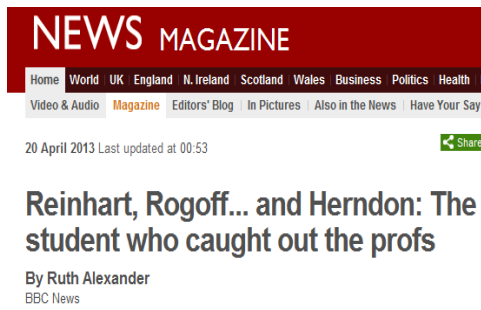 NEWS MAGAZINE
Home World UK England N. Ireland Scotland Wales Business Politics Health
Video & Audio Magazine Editors' Blog In Pictures Also in the News Have Your Say
20 April 2013 Last updated at 00:53
Share
Reinhart, Rogoff... and Herndon: The
student who caught out the profs
By Ruth Alexander
BBC News